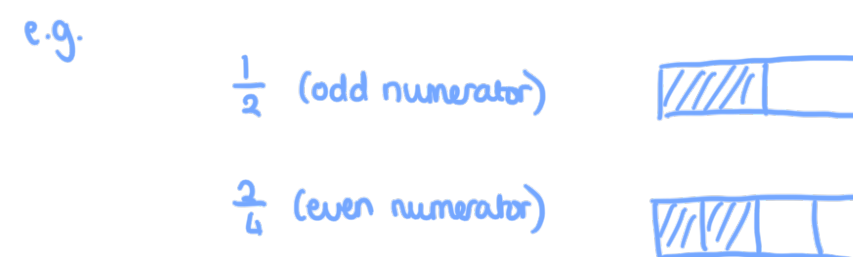 e.g.
1/2 (odd numerator)
2/4 (even numerator)